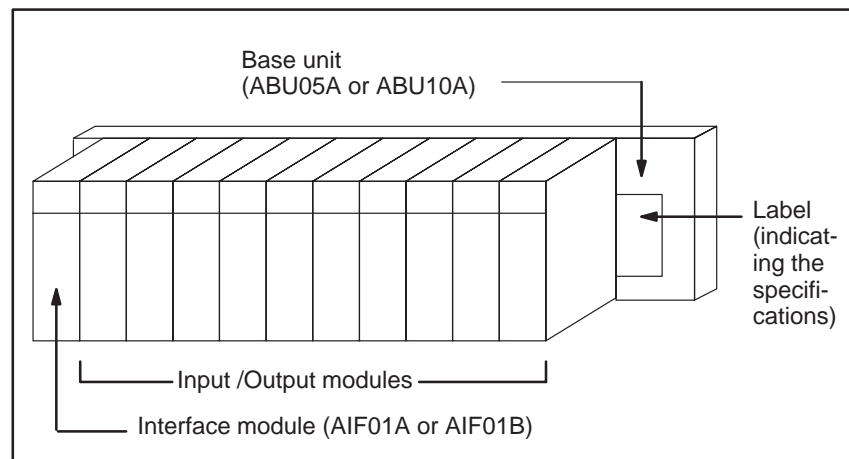 Base unit
(ABU05A or ABU10A)
Label
(indicat-
ing the
specifi-
cations)
Input /Output modules
Interface module (AIF01A or AIF01B)